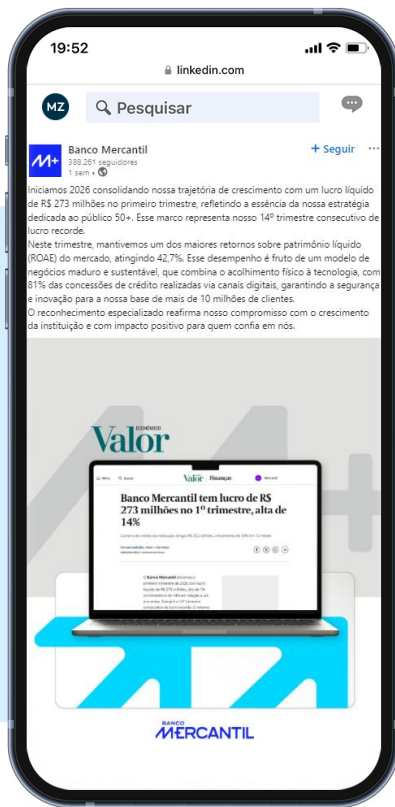 19:52
linkedin.com
MZ
Pesquisar
Banco Mercantil
+ Seguir
388.261 seguidores
1 sem •
Iniciamos 2026 consolidando nossa trajetória de crescimento com um lucro líquido
de R$ 273 milhões no primeiro trimestre, refletindo a essência da nossa estratégia
dedicada ao público 50+. Esse marco representa nosso 14º trimestre consecutivo de
lucro recorde.
Neste trimestre, mantivemos um dos maiores retornos sobre patrimônio líquido
(ROAE) do mercado, atingindo 42,7%. Esse desempenho é fruto de um modelo de
negócios maduro e sustentável, que combina o acolhimento físico à tecnologia, com
81% das concessões de crédito realizadas via canais digitais, garantindo a segurança
e inovação para a nossa base de mais de 10 milhões de clientes.
O reconhecimento especializado reafirma nosso compromisso com o crescimento
da instituição e com impacto positivo para quem confia em nós.
ECONÔMICO
Valor
Valor Finanças
Banco Mercantil tem lucro de R$
273 milhões no 1º trimestre, alta de
14%
BANCO
MERCANTIL